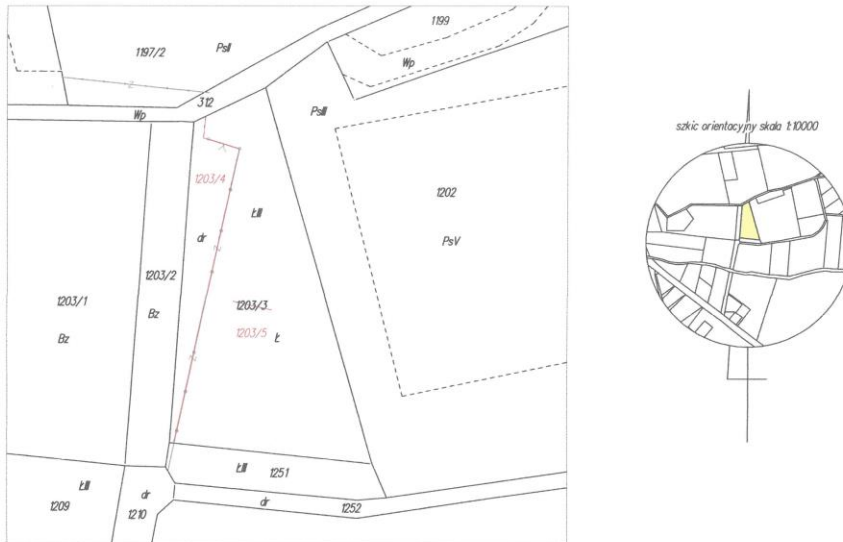 1199
1197/2
PsII
Wp
312
Wp
PsIII
szkic orientacyjny skala 1:10000
1203/4
1202
ŁIII
dr
PsV
1203/2
1203/1
1203/3
Bz
1203/5
Ł
Bz
ŁIII
1251
ŁIII
dr
dr
1209
1210
1252